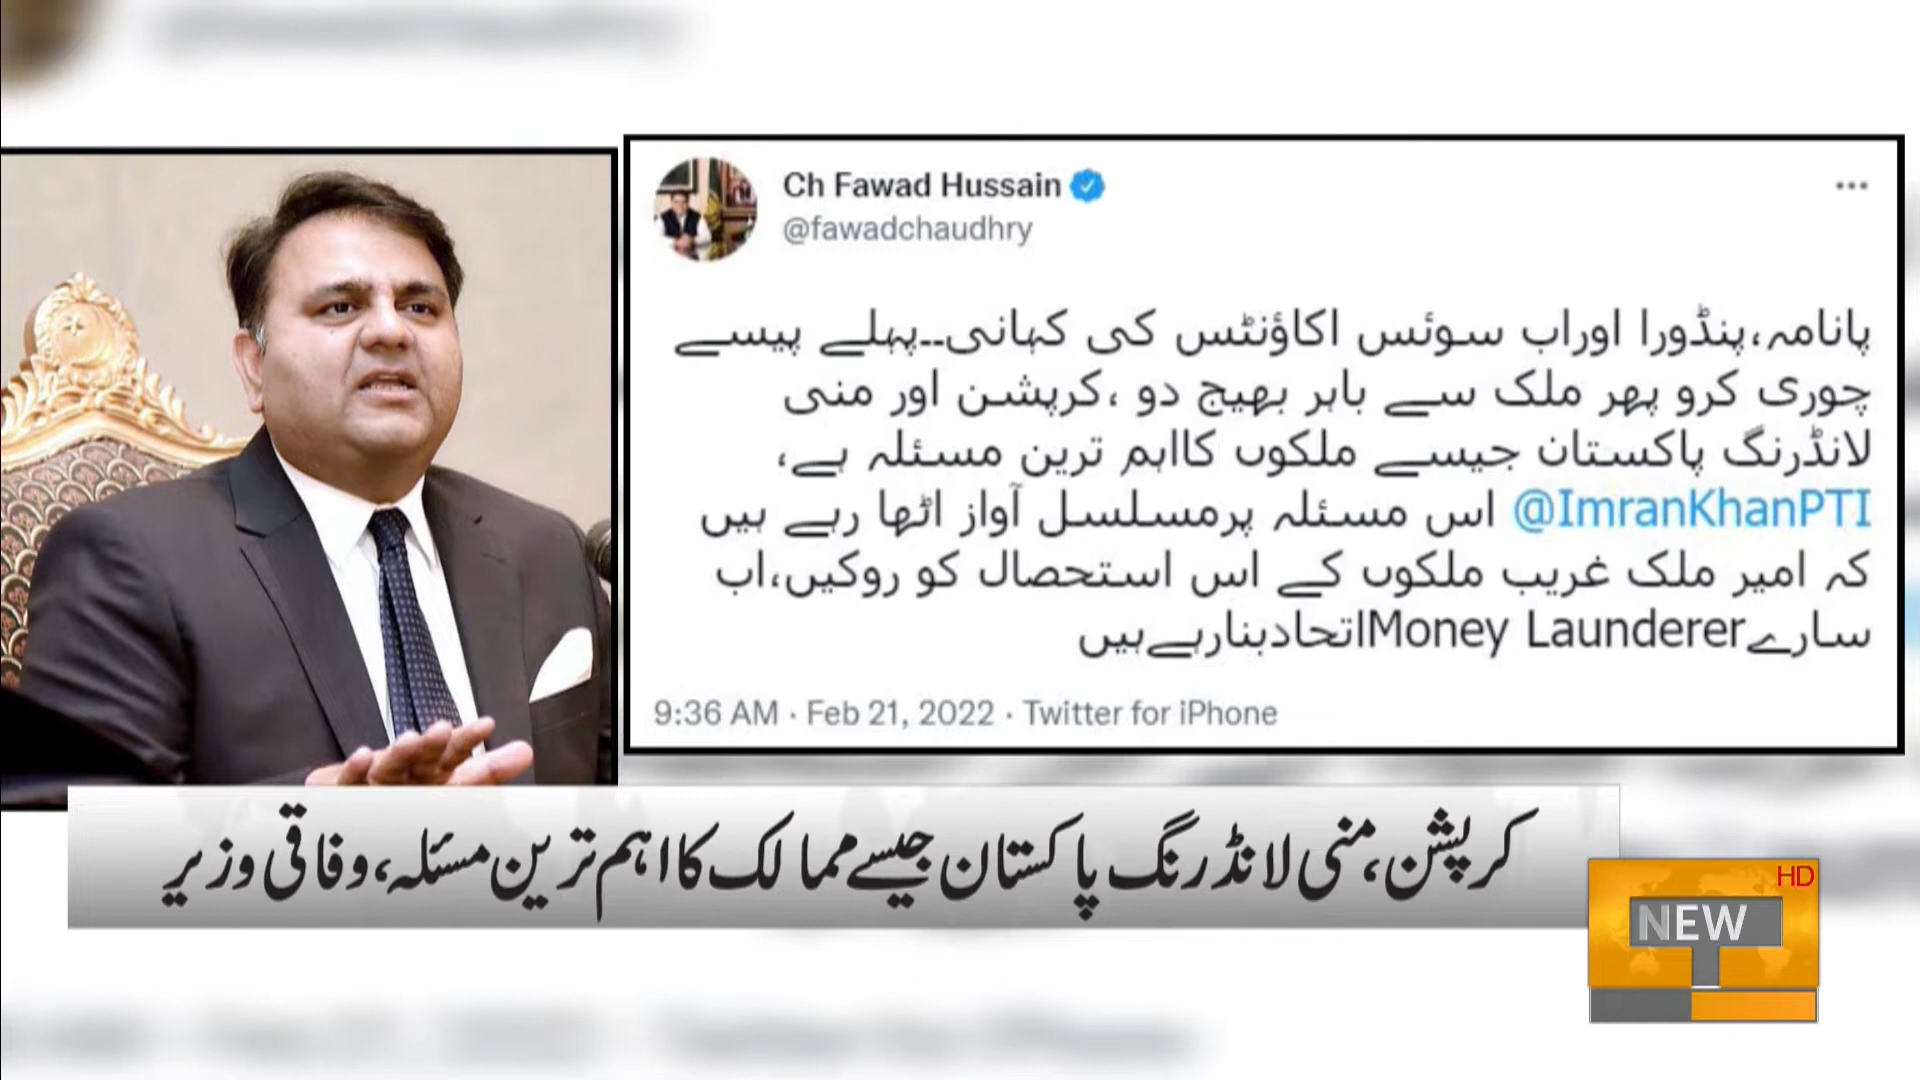 Ch Fawad Hussain
@fawadchaudhry
پانامہ،پنڈورا اوراب سوئس اکاؤنٹس کی کہانی۔۔پہلے پیسے
چوری کرو پھر ملک سے باہر بھیج دو ،کرپشن اور منی
لانڈرنگ پاکستان جیسے ملکوں کااہم ترین مسئلہ ہے،
@ImranKhanPTI اس مسئلہ پرمسلسل آواز اٹھا رہے ہیں
کہ امیر ملک غریب ملکوں کے اس استحصال کو روکیں،اب
سارےMoney Laundererاتحادبنارہےہیں
9:36 AM · Feb 21, 2022 · Twitter for iPhone
کرپشن،منی لانڈرنگ پاکستان جیسےممالک کااہم ترین مسئلہ،وفاقی وزیر
HD
NEW